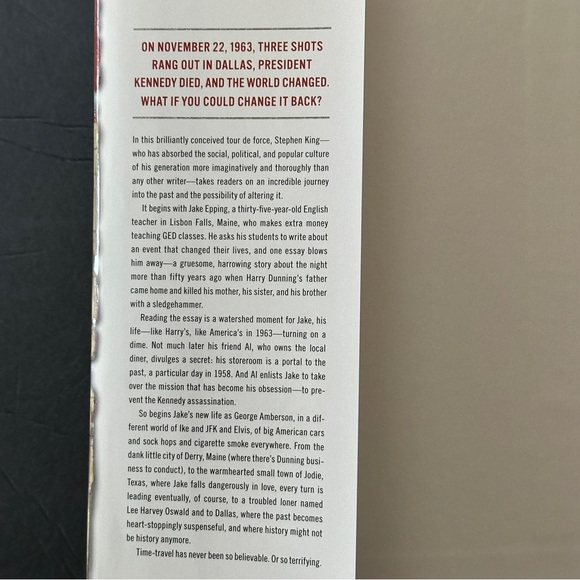 ON NOVEMBER 22, 1963, THREE SHOTS
RANG OUT IN DALLAS, PRESIDENT
KENNEDY DIED, AND THE WORLD CHANGED.
WHAT IF YOU COULD CHANGE IT BACK?
In this brilliantly conceived tour de force, Stephen King—
who has absorbed the social, political, and popular culture
of his generation more imaginatively and thoroughly than
any other writer—takes readers on an incredible journey
into the past and the possibility of altering it.
It begins with Jake Epping, a thirty-five-year-old English
teacher in Lisbon Falls, Maine, who makes extra money
teaching GED classes. He asks his students to write about
an event that changed their lives, and one essay blows
him away—a gruesome, harrowing story about the night
more than fifty years ago when Harry Dunning's father
came home and killed his mother, his sister, and his brother
with a sledgehammer.
Reading the essay is a watershed moment for Jake, his
life—like Harry's, like America's in 1963—turning on a
dime. Not much later his friend Al, who owns the local
diner, divulges a secret: his storeroom is a portal to the
past, a particular day in 1958. And Al enlists Jake to take
over the mission that has become his obsession—to pre-
vent the Kennedy assassination.
So begins Jake's new life as George Amberson, in a dif-
ferent world of Ike and JFK and Elvis, of big American cars
and sock hops and cigarette smoke everywhere. From the
dank little city of Derry, Maine (where there's Dunning busi-
ness to conduct), to the warmhearted small town of Jodie,
Texas, where Jake falls dangerously in love, every turn is
leading eventually, of course, to a troubled loner named
Lee Harvey Oswald and to Dallas, where the past becomes
heart-stoppingly suspenseful, and where history might not
be history anymore.
Time-travel has never been so believable. Or so terrifying.